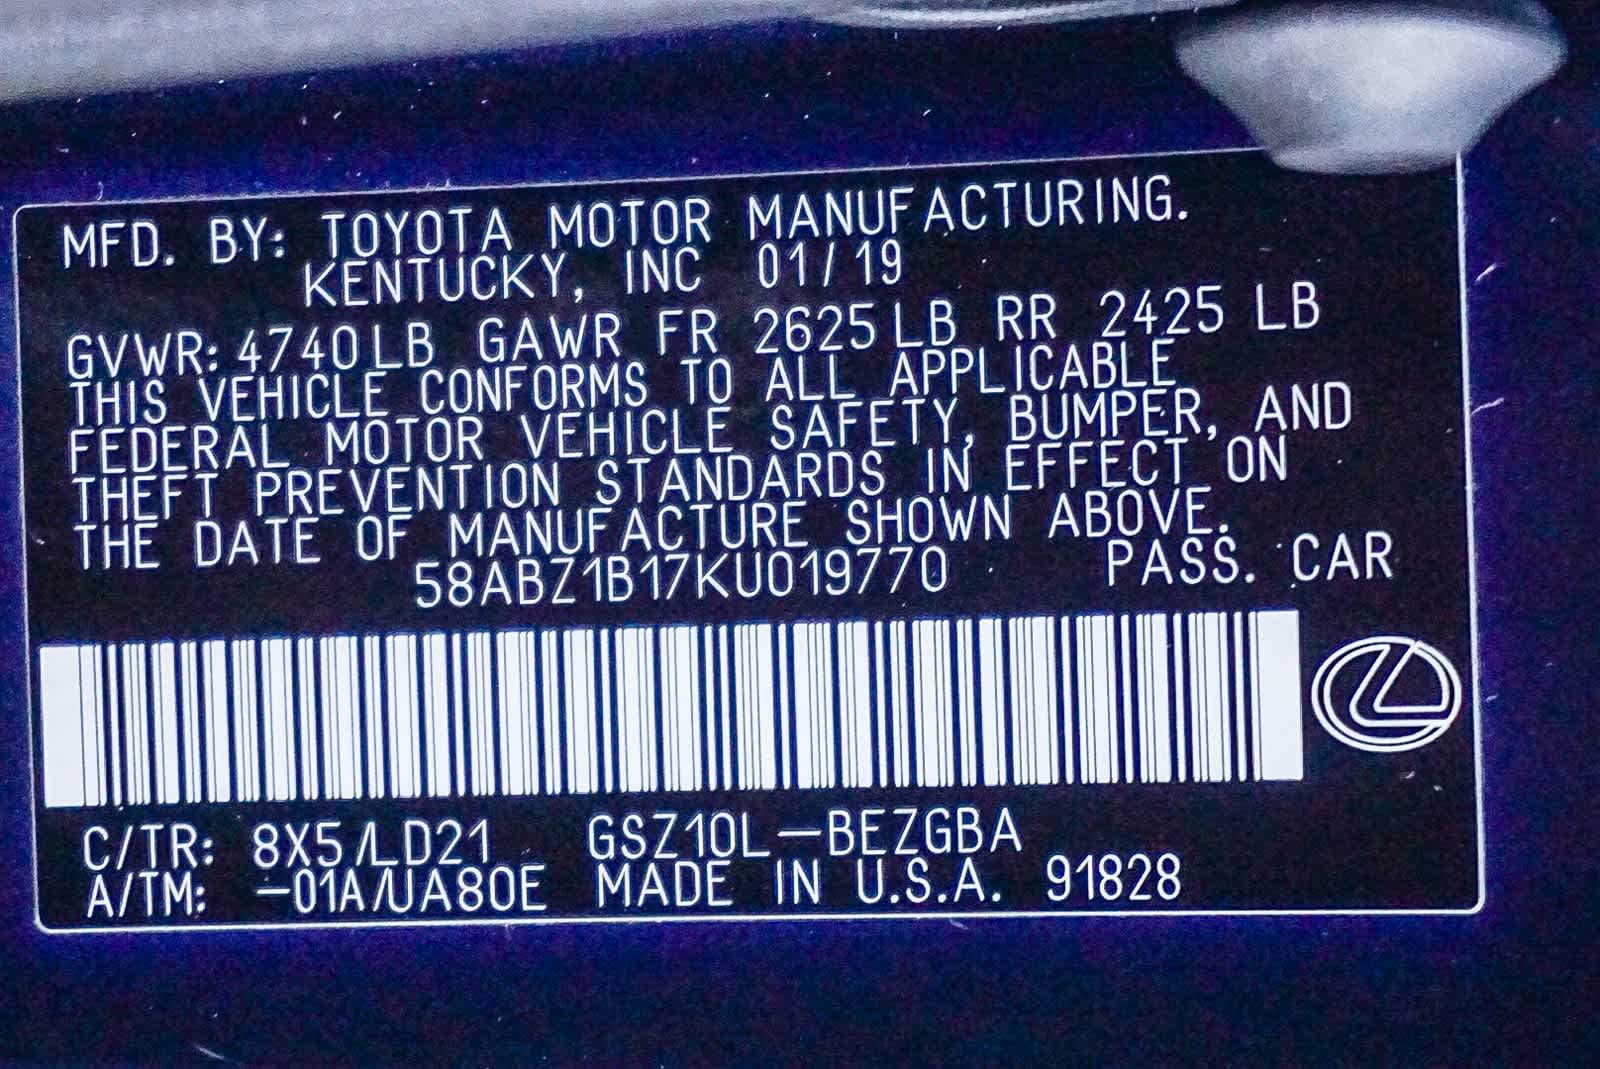 MFD. BY: TOYOTA MOTOR MANUFACTURING.
KENTUCKY, INC 01/19
GVWR: 4740LB GAWR FR 2625LB RR 2425 LB
THIS VEHICLE CONFORMS TO ALL APPLICABLE
FEDERAL MOTOR VEHICLE SAFETY, BUMPER, AND
THEFT PREVENTION STANDARDS IN EFFECT ON
THE DATE OF MANUFACTURE SHOWN ABOVE.
58ABZ1B17KU019770 PASS. CAR
C/TR: 8X5/LD21 GSZ10L-BEZGBA
A/TM: -01A/UA80E MADE IN U.S.A. 91828